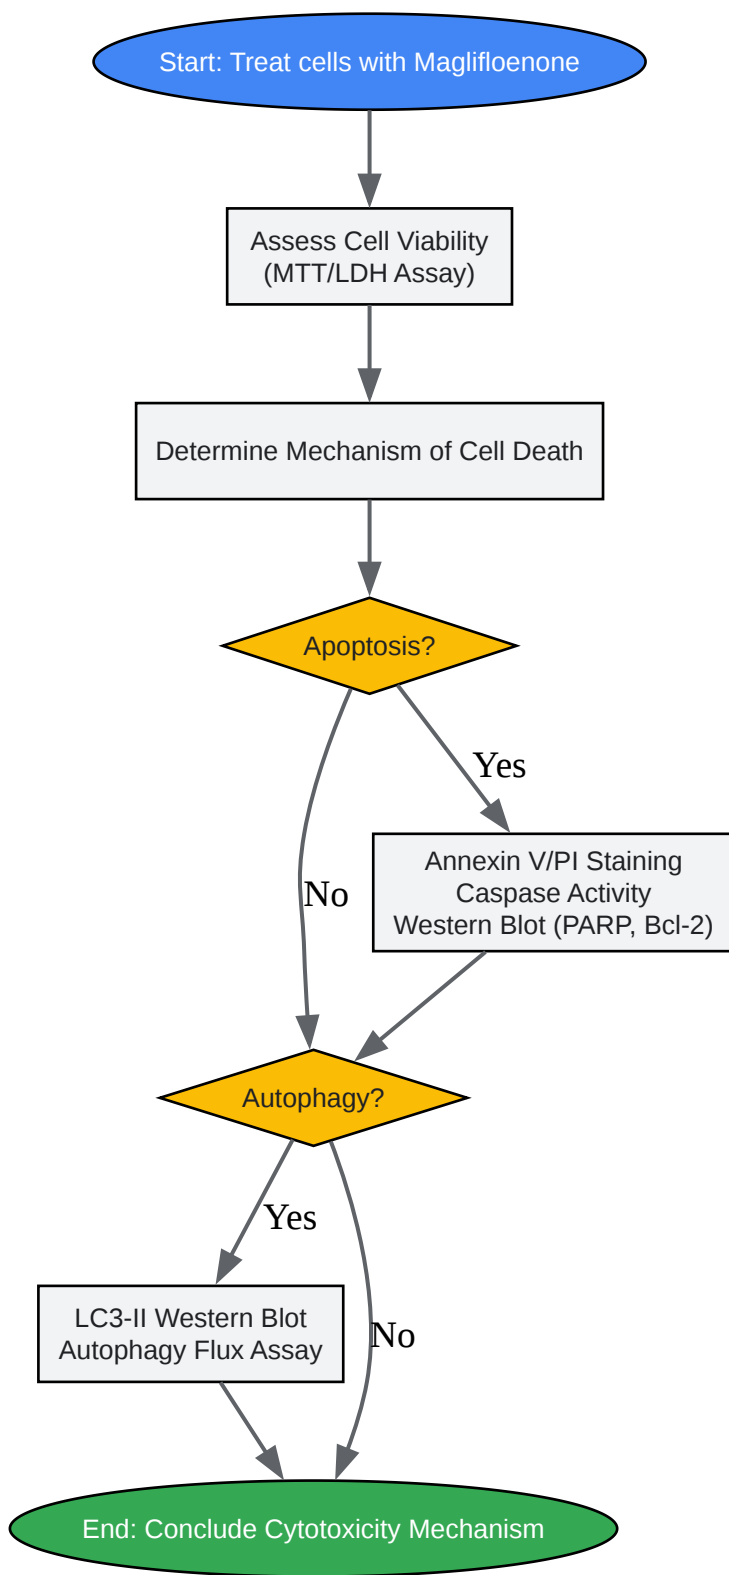 Start: Treat cells with Maglifloenone
Assess Cell Viability
(MTT/LDH Assay)
Determine Mechanism of Cell Death
Apoptosis?
Yes
Annexin V/PI Staining
Caspase Activity
Western Blot (PARP, Bcl-2)
No
Autophagy?
Yes
LC3-II Western Blot
Autophagy Flux Assay
No
End: Conclude Cytotoxicity Mechanism